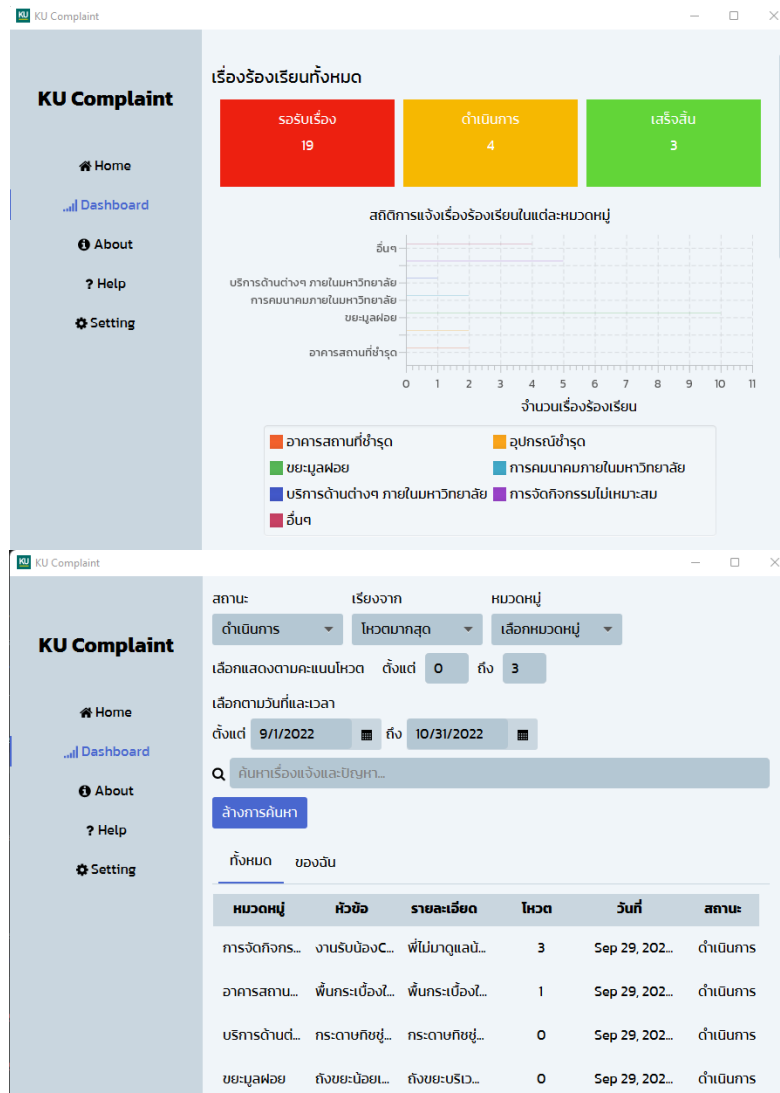 KU KU Complaint
KU Complaint
Home
Dashboard
About
? Help
Setting
เรื่องร้องเรียนทั้งหมด
รอรับเรื่อง ดำเนินการ เสร็จสิ้น
19 4 3
สถิติการแจ้งเรื่องร้องเรียนในแต่ละหมวดหมู่
อื่นๆ
บริการด้านต่างๆ ภายในมหาวิทยาลัย
การคมนาคมภายในมหาวิทยาลัย
ขยะมูลฝอย
อาคารสถานที่ชำรุด
0 1 2 3 4 5 6 7 8 9 10 11
จำนวนเรื่องร้องเรียน
อาคารสถานที่ชำรุด อุปกรณ์ชำรุด
ขยะมูลฝอย การคมนาคมภายในมหาวิทยาลัย
บริการด้านต่างๆ ภายในมหาวิทยาลัย การจัดกิจกรรมไม่เหมาะสม
อื่นๆ
KU KU Complaint
KU Complaint
Home
Dashboard
About
? Help
Setting
สถานะ เรียงจาก หมวดหมู่
ดำเนินการ โหวตมากสุด เลือกหมวดหมู่
เลือกแสดงตามคะแนนโหวต ตั้งแต่ 0 ถึง 3
เลือกตามวันที่และเวลา
ตั้งแต่ 9/1/2022 ถึง 10/31/2022
ค้นหาเรื่องแจ้งและปัญหา...
ล้างการค้นหา
ทั้งหมด ของฉัน
หมวดหมู่ หัวข้อ รายละเอียด โหวต วันที่ สถานะ
การจัดกิจกร... งานรับน้องC... พี่ไม่มาดูแลน้... 3 Sep 29, 202... ดำเนินการ
อาคารสถาน... พื้นกระเบื้องใ... พื้นกระเบื้องใ... 1 Sep 29, 202... ดำเนินการ
บริการด้านต่... กระดาษทิชชู่... กระดาษทิชชู่... 0 Sep 29, 202... ดำเนินการ
ขยะมูลฝอย ถังขยะน้อยเ... ถังขยะบริเว... 0 Sep 29, 202... ดำเนินการ